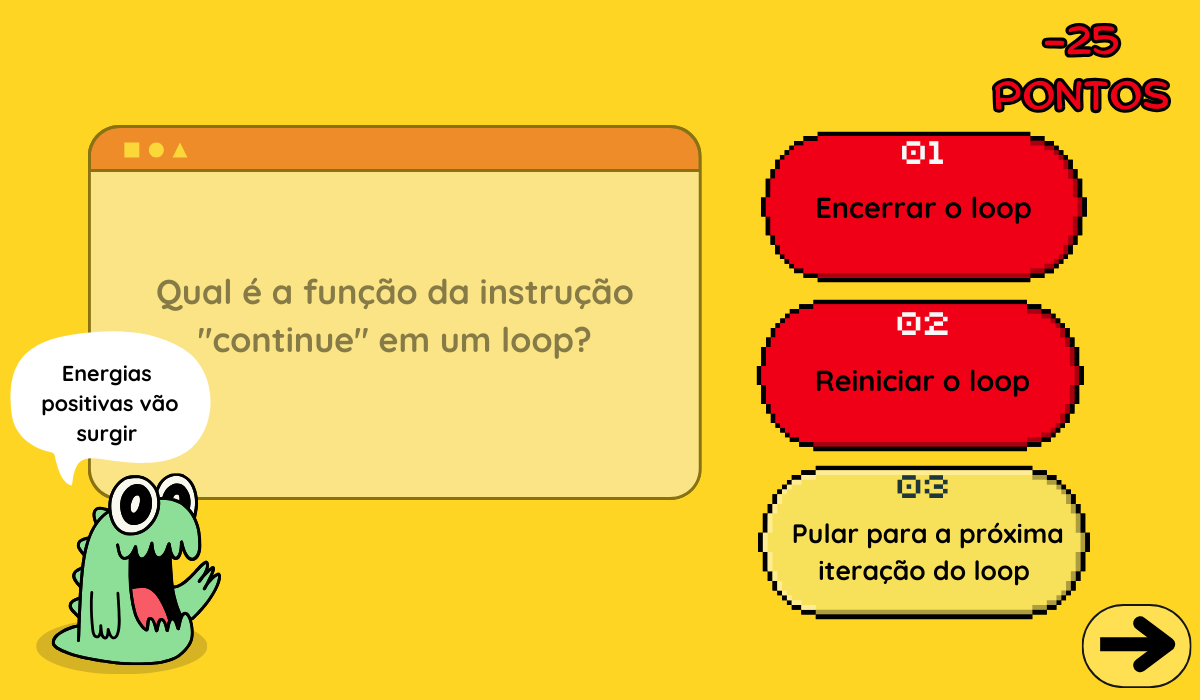 -25
PONTOS
Qual é a função da instrução
"continue" em um loop?
Energias
positivas vão
surgir
01
Encerrar o loop
02
Reiniciar o loop
03
Pular para a próxima
iteração do loop